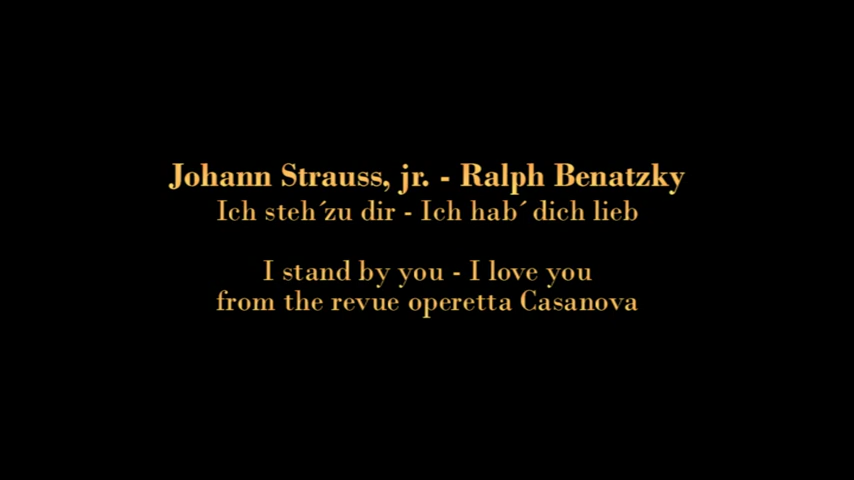 Johann Strauss, jr. - Ralph Benatzky
Ich steh´zu dir - Ich hab´ dich lieb
I stand by you - I love you
from the revue operetta Casanova